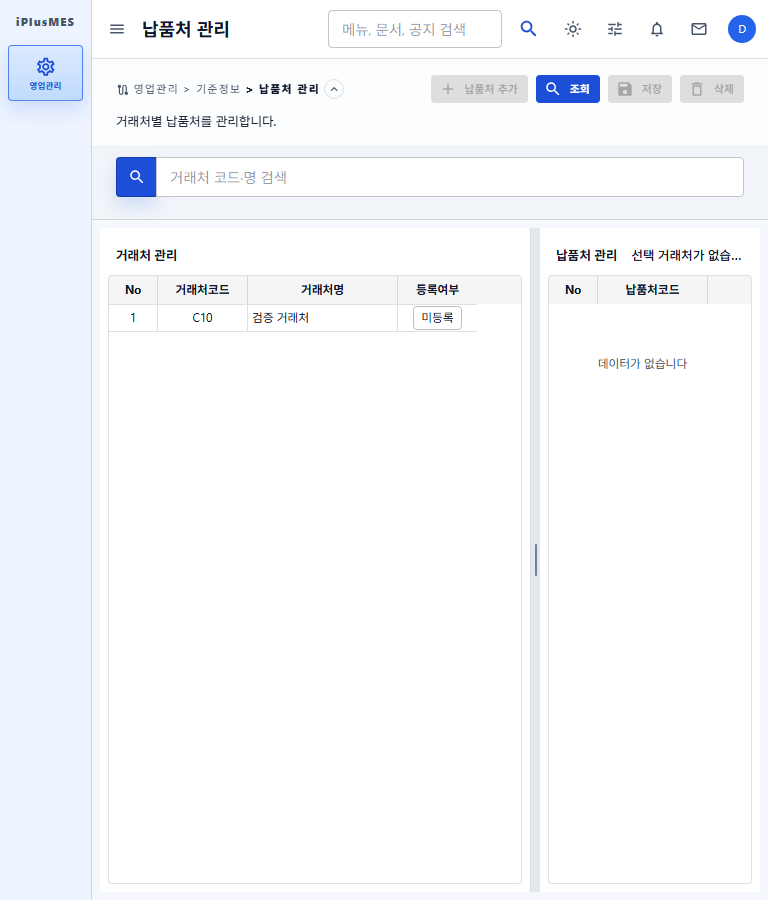 iPlusMES
영업관리
납품처 관리
메뉴, 문서, 공지 검색
D
영업관리 > 기준정보 > 납품처 관리
납품처 추가
조회
저장
삭제
거래처별 납품처를 관리합니다.
거래처 코드·명 검색
거래처 관리
No 거래처코드 거래처명 등록여부
1 C10 검증 거래처 미등록
납품처 관리 선택 거래처가 없습...
No 납품처코드
데이터가 없습니다